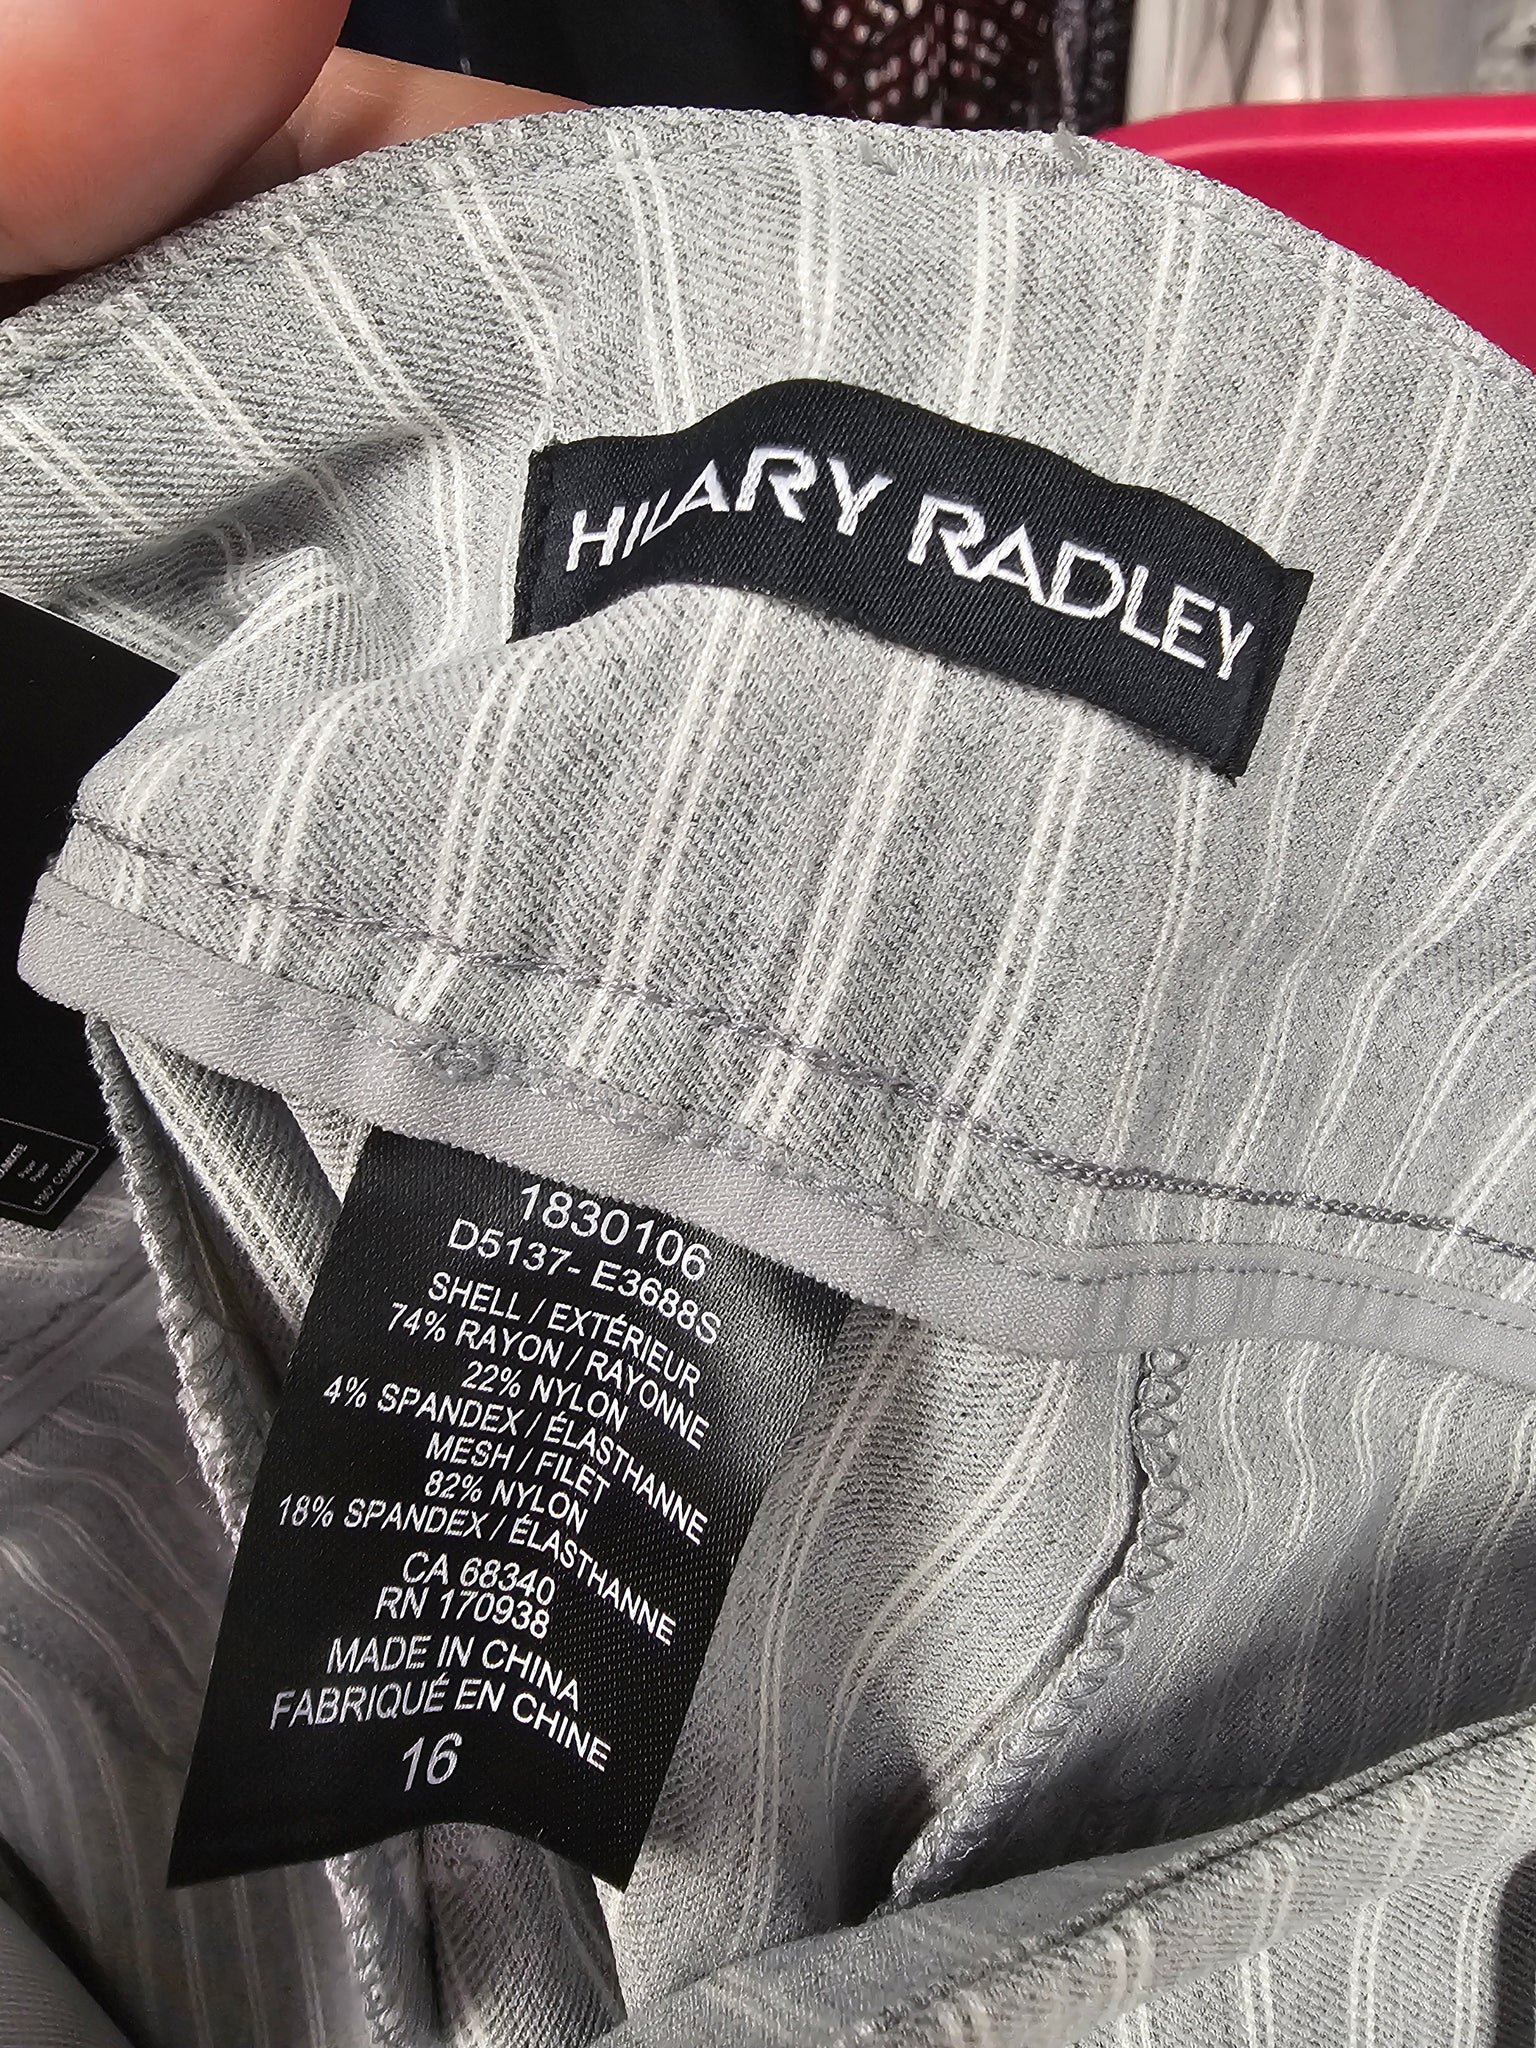 HILARY RADLEY
1830106
D5137- E3688S
SHELL / EXTÉRIEUR
74% RAYON / RAYONNE
22% NYLON
4% SPANDEX / ÉLASTHANNE
MESH / FILET
82% NYLON
18% SPANDEX / ÉLASTHANNE
CA 68340
RN 170938
MADE IN CHINA
FABRIQUÉ EN CHINE
16